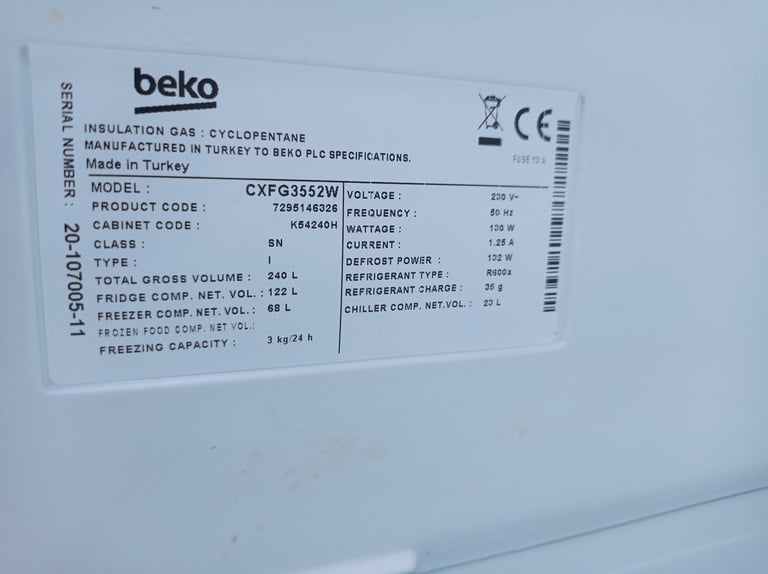 beko
INSULATION GAS : CYCLOPENTANE
MANUFACTURED IN TURKEY TO BEKO PLC SPECIFICATIONS.
Made in Turkey
CE
FUSE 13 A
SERIAL NUMBER : 20-107005-11
MODEL : CXFG3552W
PRODUCT CODE : 7295146326
CABINET CODE : K54240H
CLASS : SN
TYPE : I
TOTAL GROSS VOLUME : 240 L
FRIDGE COMP. NET. VOL. : 122 L
FREEZER COMP. NET. VOL. : 68 L
FROZEN FOOD COMP. NET VOL.:
FREEZING CAPACITY : 3 kg/24 h
VOLTAGE : 230 V~
FREQUENCY : 50 Hz
WATTAGE : 130 W
CURRENT : 1.25 A
DEFROST POWER : 132 W
REFRIGERANT TYPE : R600a
REFRIGERANT CHARGE : 35 g
CHILLER COMP. NET.VOL. : 23 L